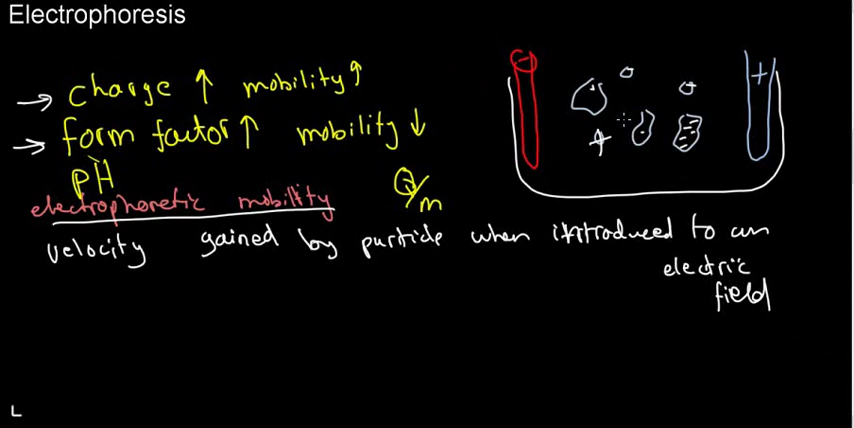 Electrophoresis
→ Charge ↑ mobility ↑
→ form factor ↑ mobility ↓
PH
electrophoretic mobility Q/m
velocity gained by particle when introduced to an
electric
field
- +
L